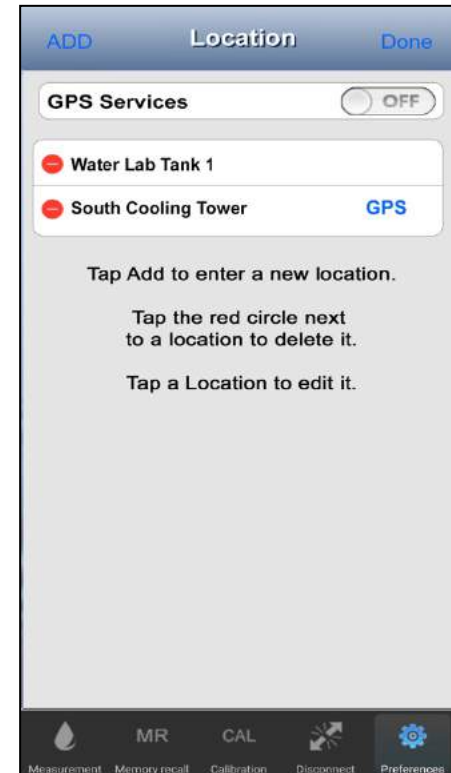 ADD Location Done
GPS Services OFF
Water Lab Tank 1
South Cooling Tower GPS
Tap Add to enter a new location.
Tap the red circle next
to a location to delete it.
Tap a Location to edit it.
MR CAL
Measurement Memory recall Calibration Disconnect Preferences